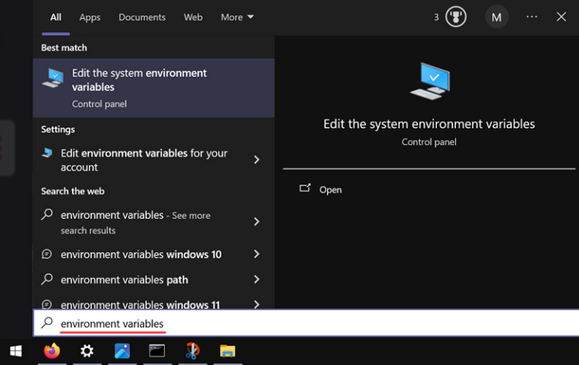 All Apps Documents Web More 3 M
Best match
Edit the system environment
variables
Control panel
Settings
Edit environment variables for your
account
Search the web
environment variables - See more
search results
environment variables windows 10
environment variables path
environment variables windows 11
environment variables
Edit the system environment variables
Control panel
Open